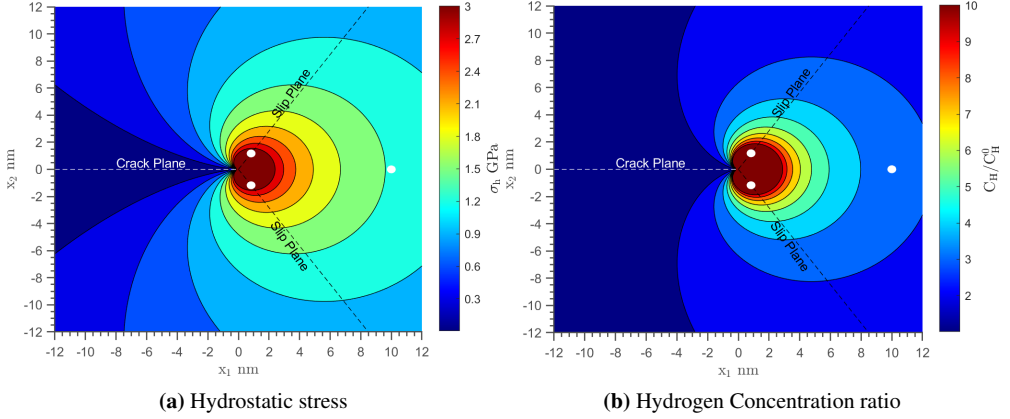 12
10
8
6
4
2
0
-2
-4
-6
-8
-10
-12
x2 nm
-12 -10 -8 -6 -4 -2 0 2 4 6 8 10 12
x1 nm
Crack Plane
Slip Plane
Slip Plane
3
2.7
2.4
2.1
1.8
1.5
1.2
0.9
0.6
0.3
σh GPa
(a) Hydrostatic stress
12
10
8
6
4
2
0
-2
-4
-6
-8
-10
-12
x2 nm
-12 -10 -8 -6 -4 -2 0 2 4 6 8 10 12
x1 nm
Crack Plane
Slip Plane
Slip Plane
10
9
8
7
6
5
4
3
2
CH/C0H
(b) Hydrogen Concentration ratio